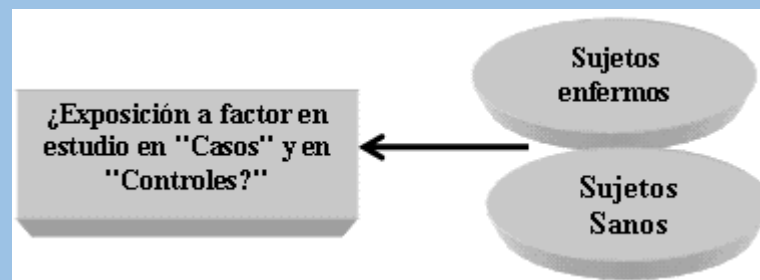 ¿Exposición a factor en
estudio en "Casos" y en
"Controles?"
Sujetos
enfermos
Sujetos
Sanos